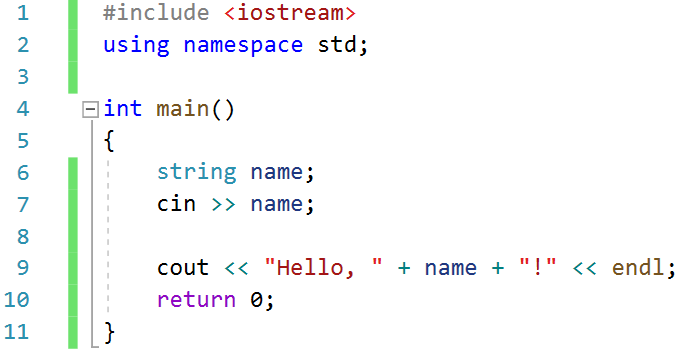 1 #include <iostream>
2 using namespace std;
3
4 int main()
5 {
6 string name;
7 cin >> name;
8
9 cout << "Hello, " + name + "!" << endl;
10 return 0;
11 }